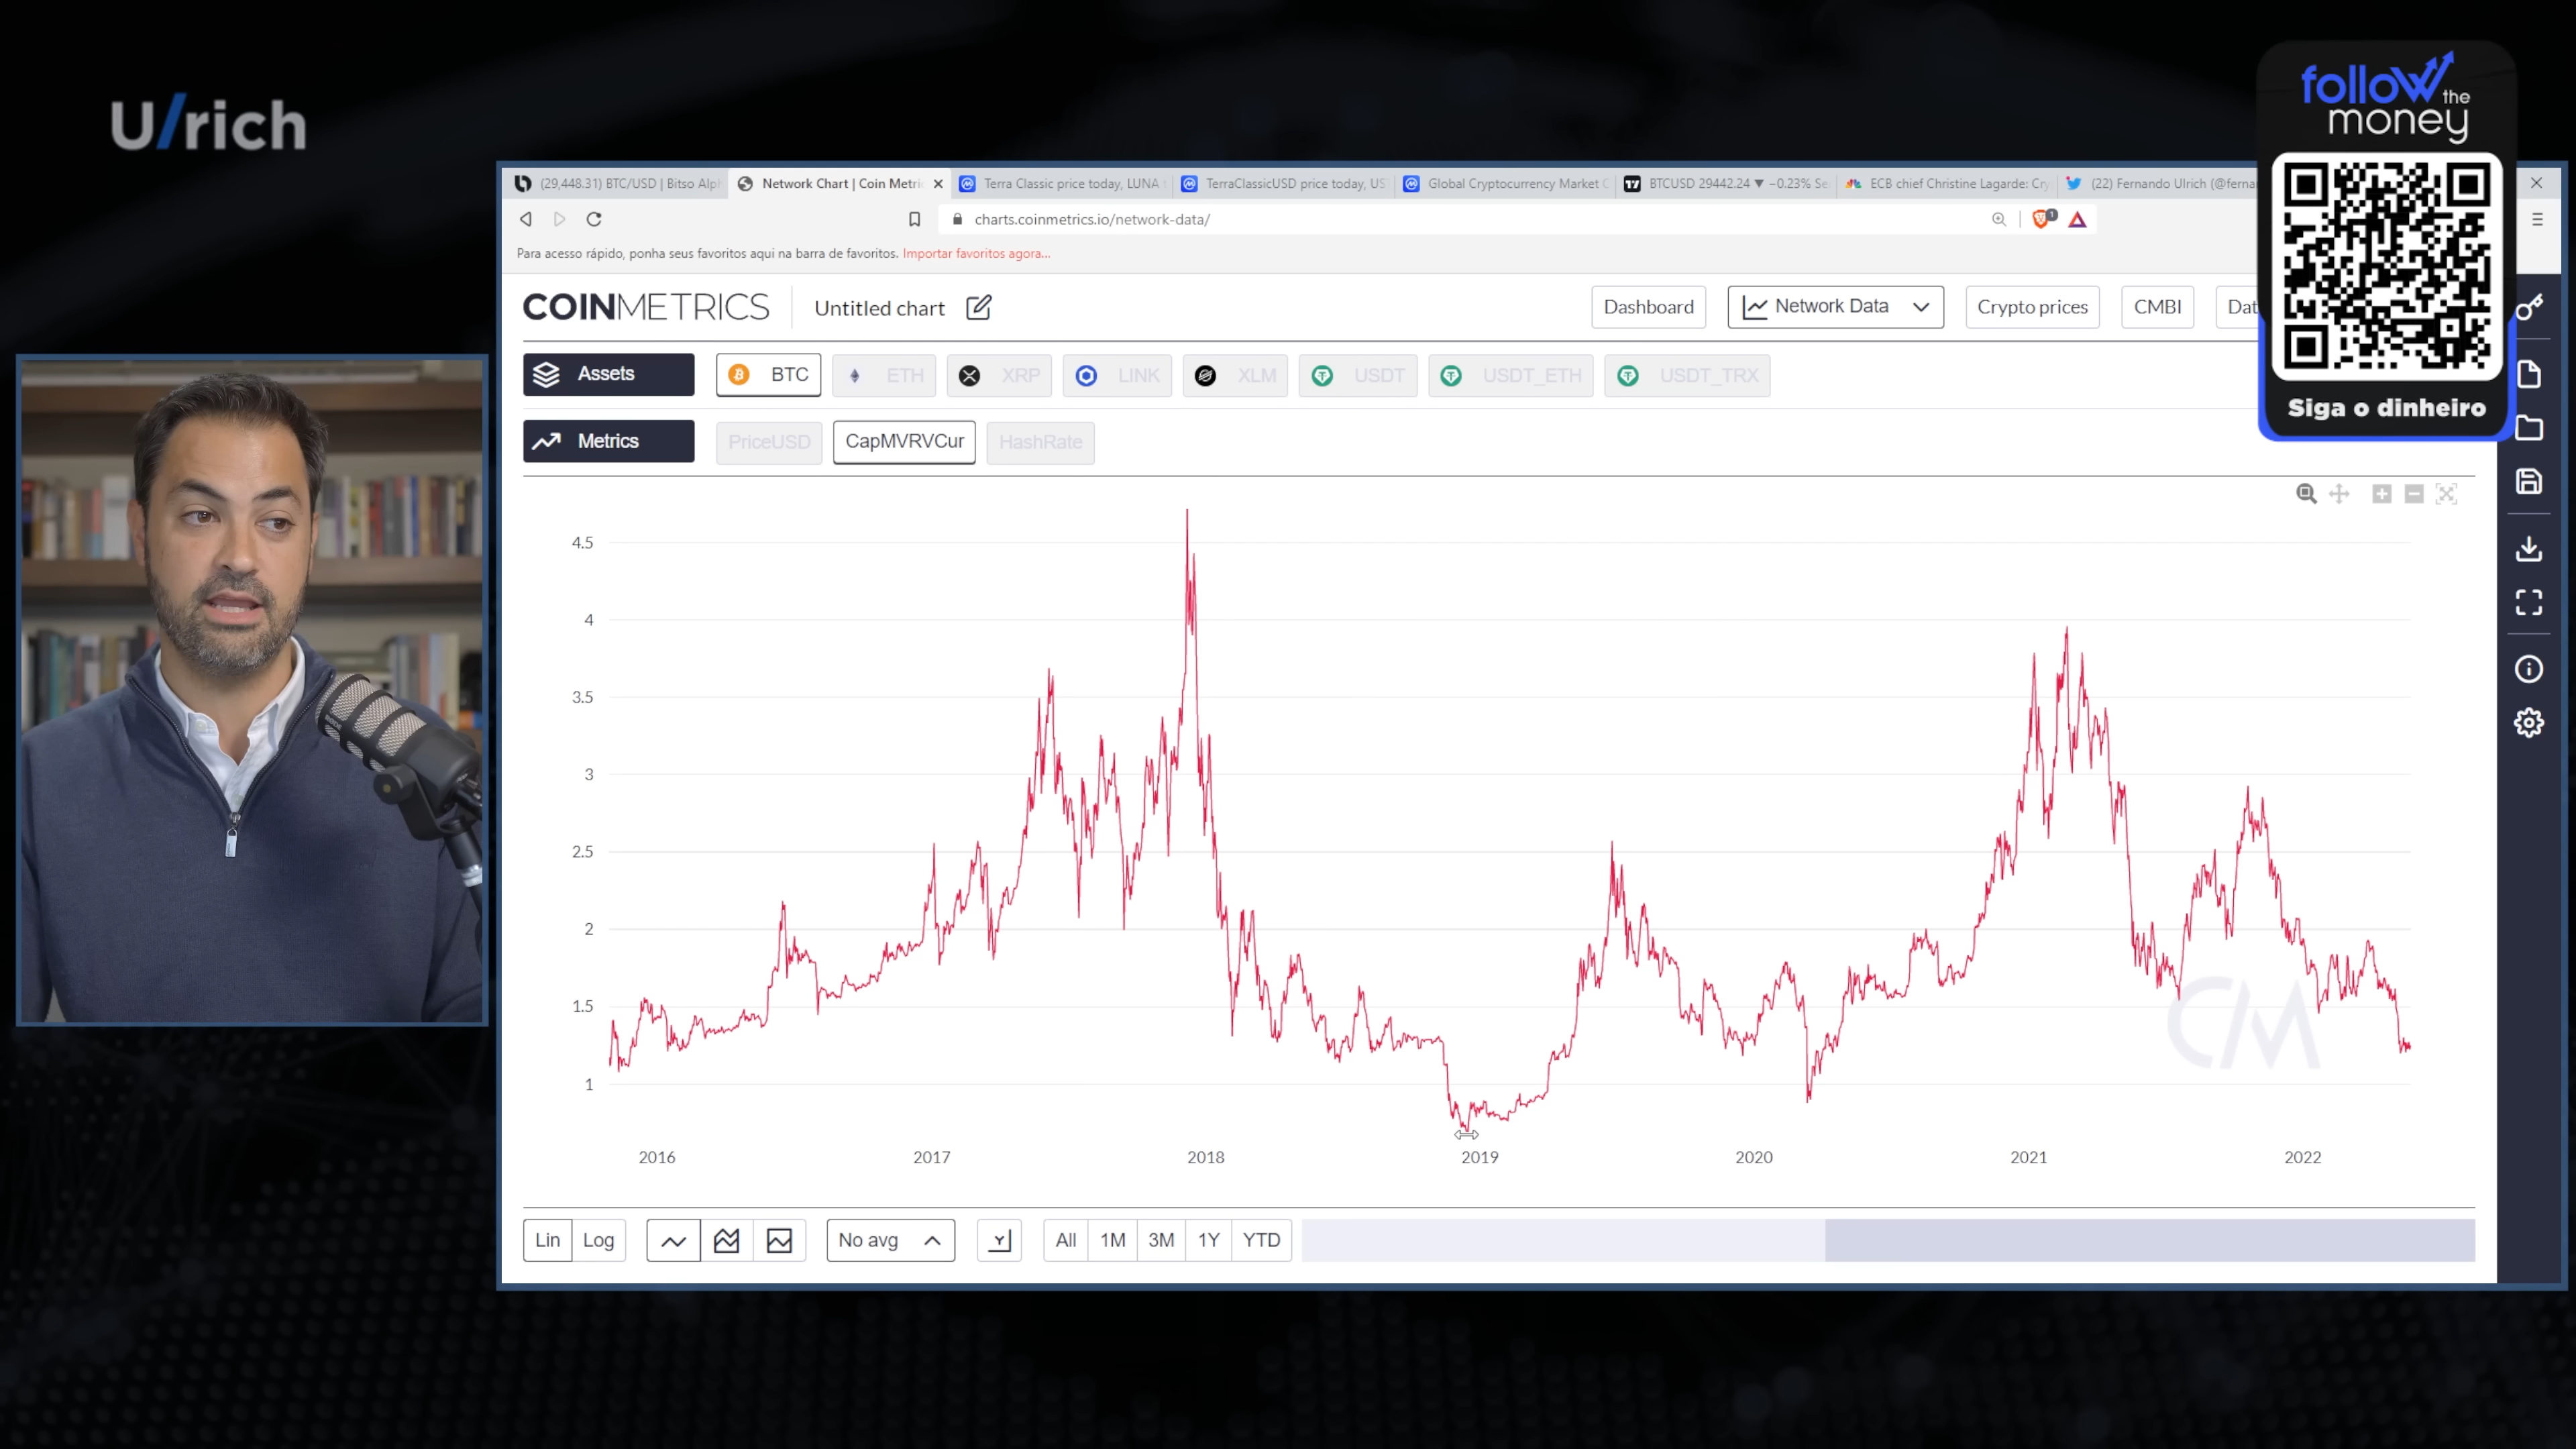 U/rich
follow the money
Siga o dinheiro
(29,448.31) BTC/USD | Bitso Alp
Network Chart | Coin Metri
Terra Classic price today, LUNA
TerraClassicUSD price today, US
Global Cryptocurrency Market
BTCUSD 29442.24 ▼ −0.23% Se
ECB chief Christine Lagarde: Cry
(22) Fernando Ulrich (@ferna
charts.coinmetrics.io/network-data/
1
Para acesso rápido, ponha seus favoritos aqui na barra de favoritos. Importar favoritos agora...
COINMETRICS
Untitled chart
Dashboard
Network Data
Crypto prices
CMBI
Dat
Assets
BTC
ETH
XRP
LINK
XLM
USDT
USDT_ETH
USDT_TRX
Metrics
PriceUSD
CapMVRVCur
HashRate
4.5
4
3.5
3
2.5
2
1.5
1
CM
2016 2017 2018 2019 2020 2021 2022
Lin
Log
No avg
Y
All
1M
3M
1Y
YTD